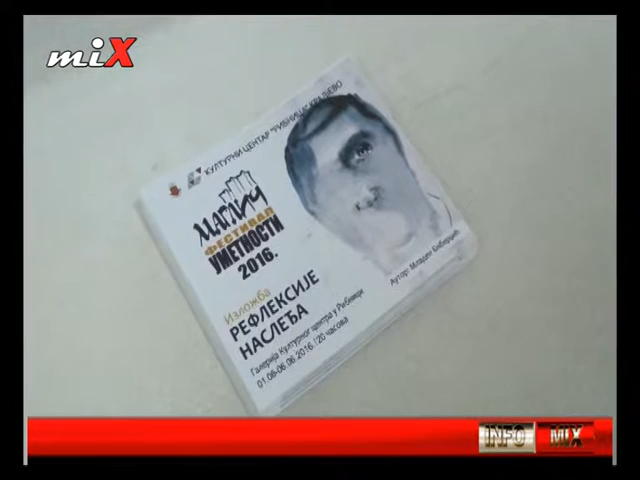 miX
КУЛТУРНИ ЦЕНТАР "РИБНИЦА" КРАЉЕВО
МАГЛИЧ
ФЕСТИВАЛ
УМЕТНОСТИ
2016.
Изложба
РЕФЛЕКСИЈЕ
НАСЛЕЂА
Галерија Културног центра у Рибници
01.06-06.06.2016. /20 часова
Аутор: Младен Биберџић
INFO MIX